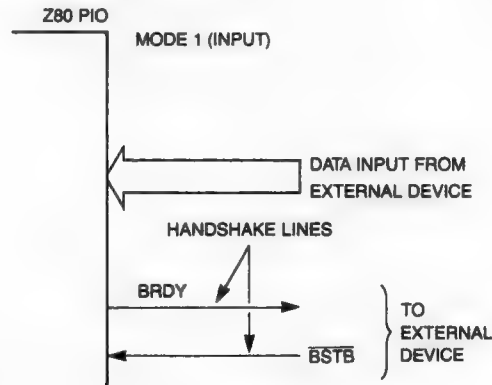 Z80 PIO
MODE 1 (INPUT)
DATA INPUT FROM
EXTERNAL DEVICE
HANDSHAKE LINES
BRDY
BSTB
TO
EXTERNAL
DEVICE